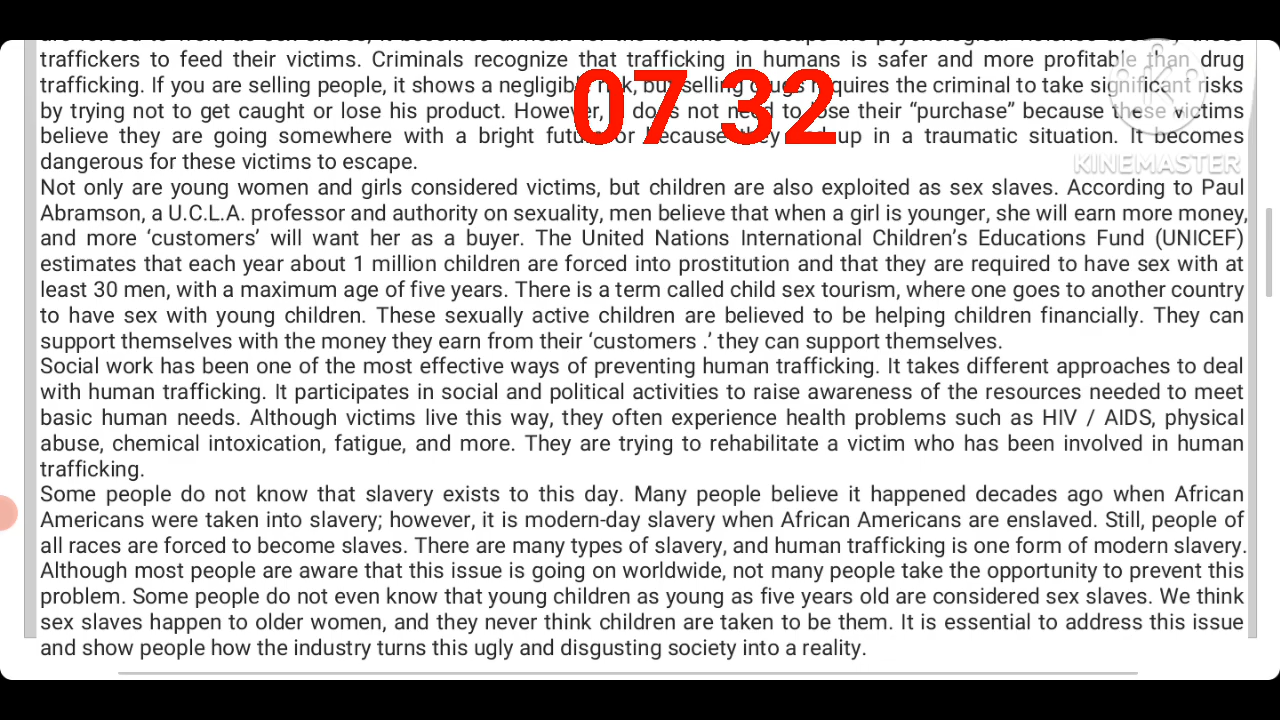 traffickers to feed their victims. Criminals recognize that trafficking in humans is safer and more profitable than drug
trafficking. If you are selling people, it shows a negligible risk, but selling drugs requires the criminal to take significant risks
by trying not to get caught or lose his product. However, does not need to lose their “purchase” because these victims
believe they are going somewhere with a bright future or because they end up in a traumatic situation. It becomes
dangerous for these victims to escape.
Not only are young women and girls considered victims, but children are also exploited as sex slaves. According to Paul
Abramson, a U.C.L.A. professor and authority on sexuality, men believe that when a girl is younger, she will earn more money,
and more ‘customers’ will want her as a buyer. The United Nations International Children’s Educations Fund (UNICEF)
estimates that each year about 1 million children are forced into prostitution and that they are required to have sex with at
least 30 men, with a maximum age of five years. There is a term called child sex tourism, where one goes to another country
to have sex with young children. These sexually active children are believed to be helping children financially. They can
support themselves with the money they earn from their ‘customers .’ they can support themselves.
Social work has been one of the most effective ways of preventing human trafficking. It takes different approaches to deal
with human trafficking. It participates in social and political activities to raise awareness of the resources needed to meet
basic human needs. Although victims live this way, they often experience health problems such as HIV / AIDS, physical
abuse, chemical intoxication, fatigue, and more. They are trying to rehabilitate a victim who has been involved in human
trafficking.
Some people do not know that slavery exists to this day. Many people believe it happened decades ago when African
Americans were taken into slavery; however, it is modern-day slavery when African Americans are enslaved. Still, people of
all races are forced to become slaves. There are many types of slavery, and human trafficking is one form of modern slavery.
Although most people are aware that this issue is going on worldwide, not many people take the opportunity to prevent this
problem. Some people do not even know that young children as young as five years old are considered sex slaves. We think
sex slaves happen to older women, and they never think children are taken to be them. It is essential to address this issue
and show people how the industry turns this ugly and disgusting society into a reality.
07 32
KINEMASTER